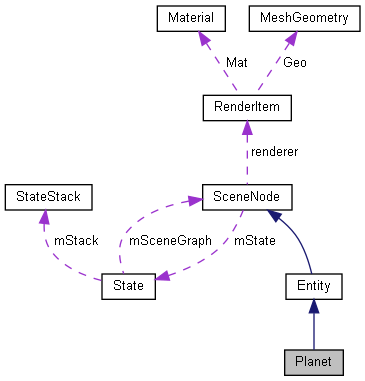 Material
MeshGeometry
Mat
Geo
RenderItem
renderer
StateStack
SceneNode
mStack
mSceneGraph
mState
State
Entity
Planet